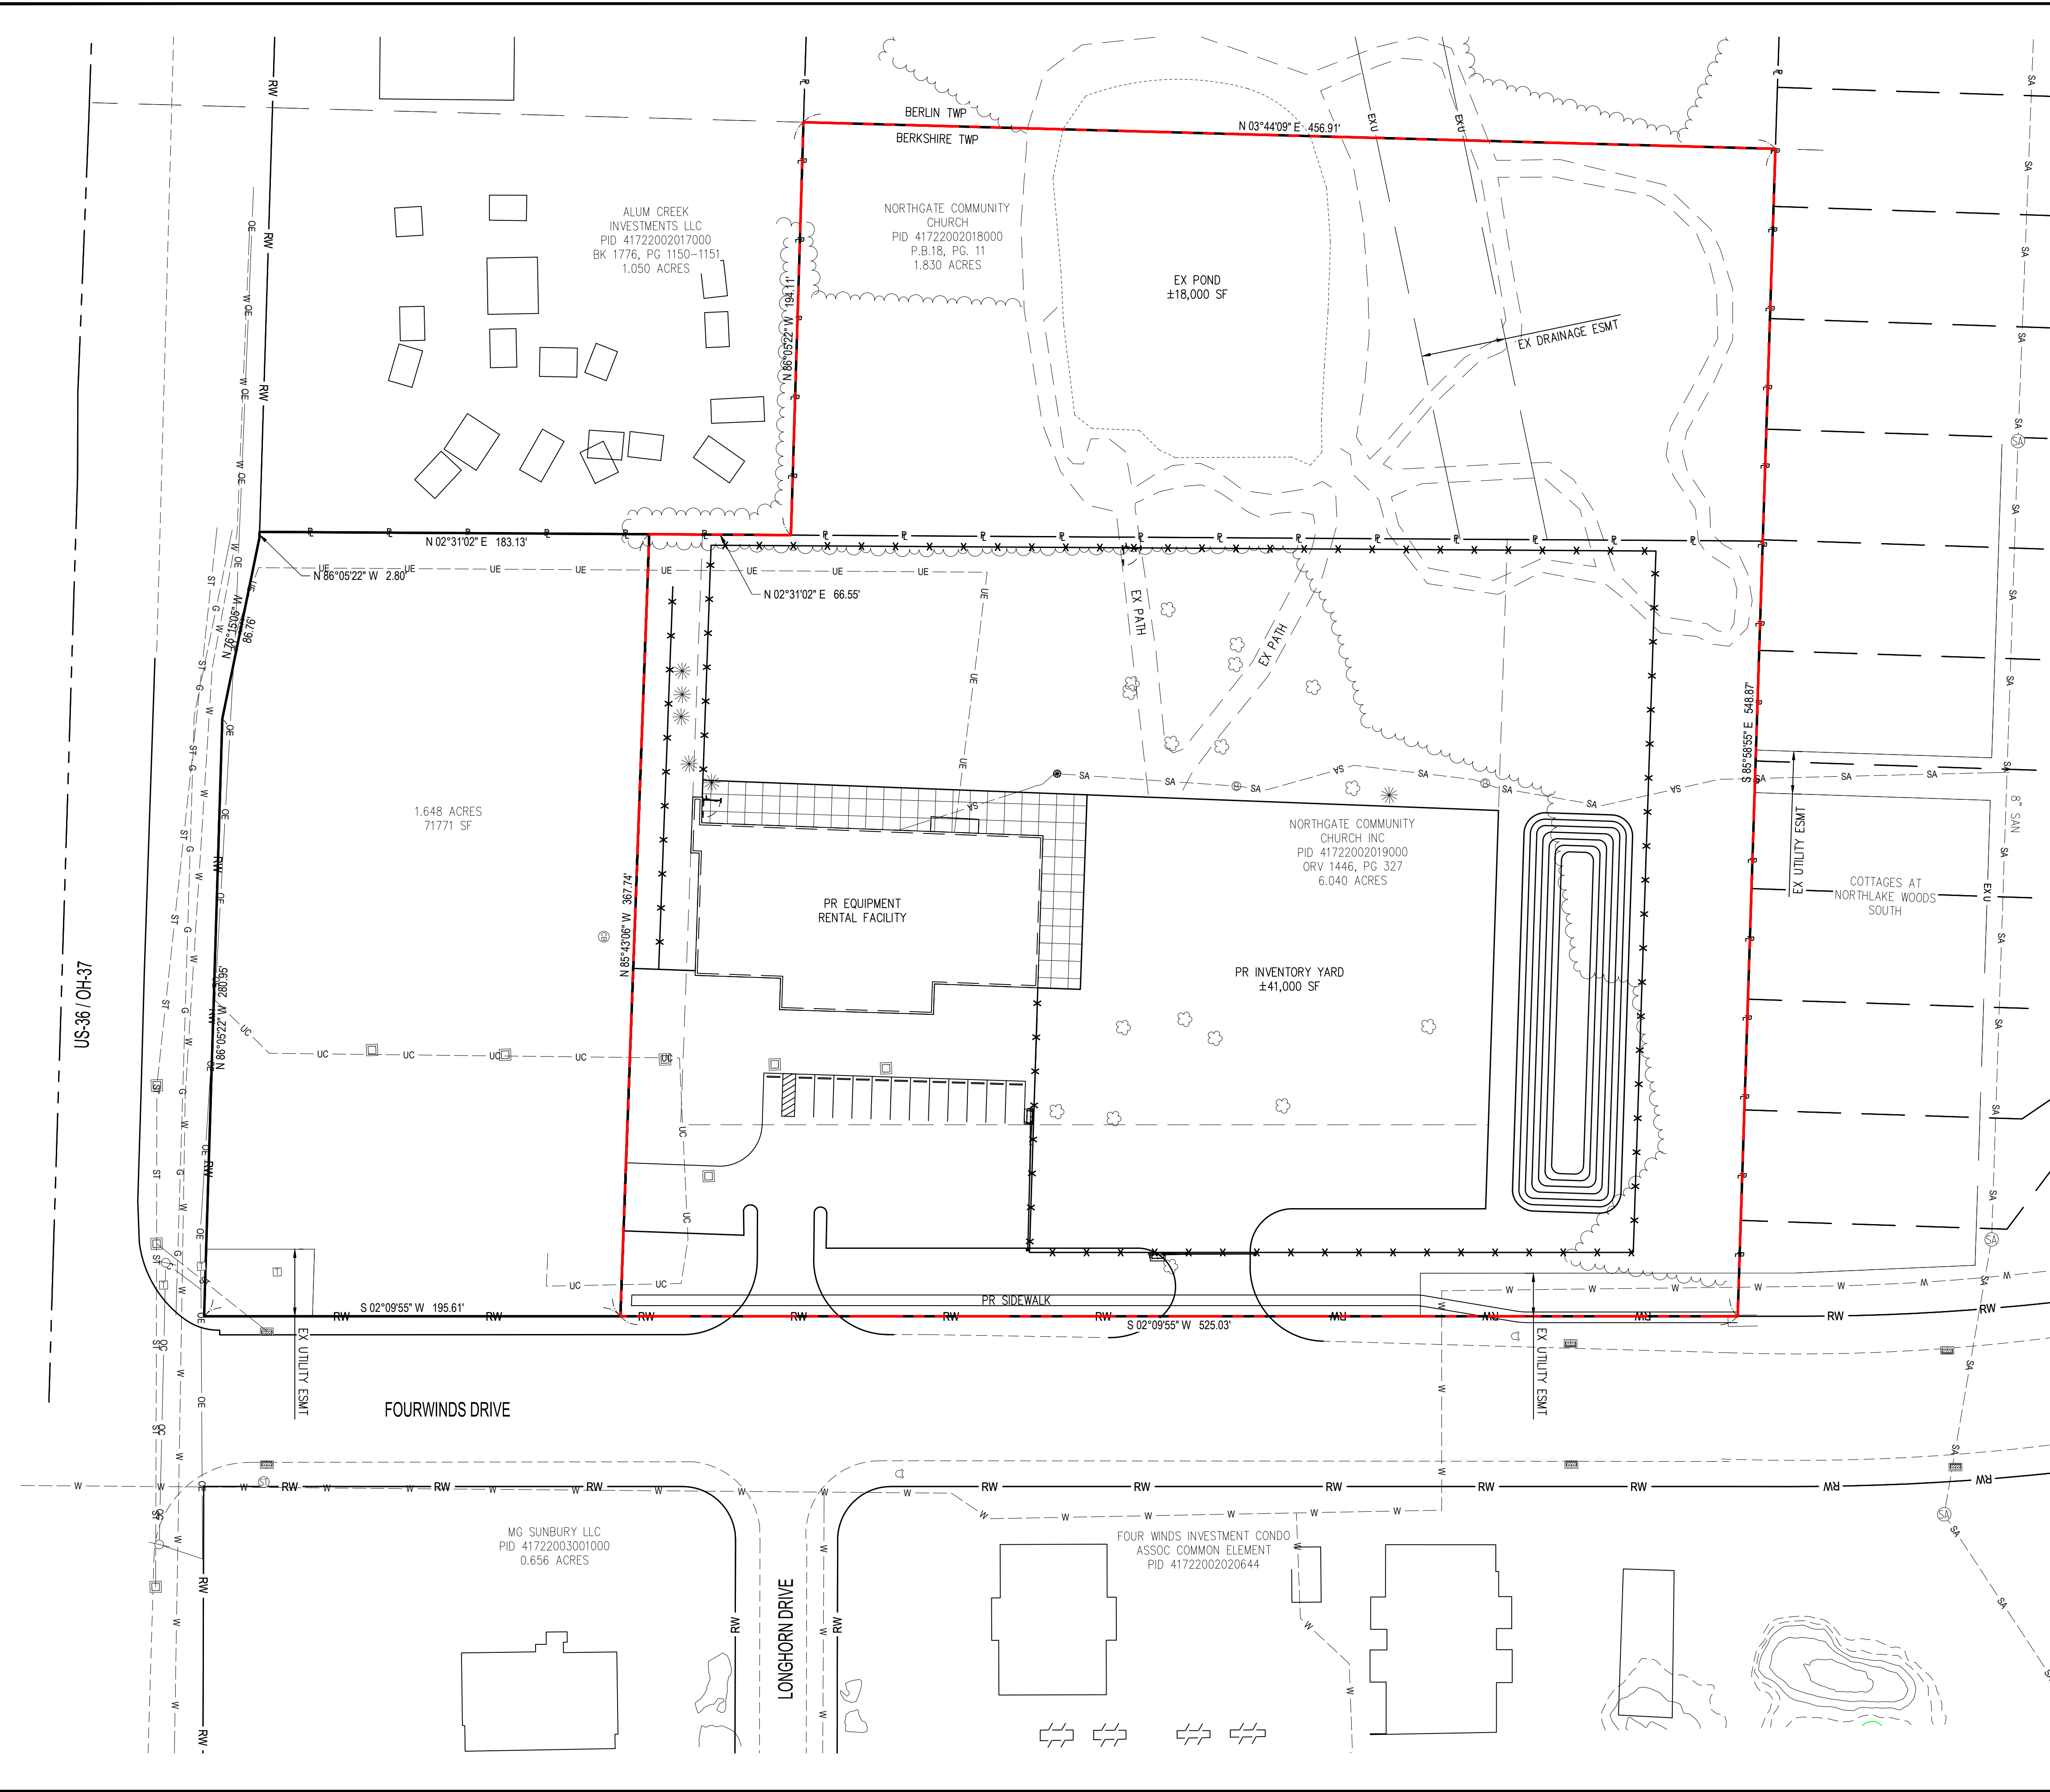 BERLIN TWP
BERKSHIRE TWP
N 03°44'09" E 456.91'
EX U
EX U
ALUM CREEK
INVESTMENTS LLC
PID 41722002017000
BK 1776, PG 1150-1151
1.050 ACRES
NORTHGATE COMMUNITY
CHURCH
PID 41722002018000
P.B.18, PG. 11
1.830 ACRES
EX POND
±18,000 SF
N 86°05'22" W 194.11'
EX DRAINAGE ESMT
N 02°31'02" E 183.13'
N 86°05'22" W 2.80'
N 02°31'02" E 66.55'
N 76°15'05" W
86.76'
EX PATH
EX PATH
S 85°58'55" E 548.87'
1.648 ACRES
71771 SF
N 85°43'06" W 367.74'
PR EQUIPMENT
RENTAL FACILITY
NORTHGATE COMMUNITY
CHURCH INC
PID 41722002019000
ORV 1446, PG 327
6.040 ACRES
EX UTILITY ESMT
8" SAN
COTTAGES AT
NORTHLAKE WOODS
SOUTH
EX U
PR INVENTORY YARD
±41,000 SF
US-36 / OH-37
N 86°05'22" W 280.95'
PR SIDEWALK
S 02°09'55" W 195.61'
S 02°09'55" W 525.03'
EX UTILITY ESMT
EX UTILITY ESMT
FOURWINDS DRIVE
MG SUNBURY LLC
PID 41722003001000
0.656 ACRES
LONGHORN DRIVE
FOUR WINDS INVESTMENT CONDO
ASSOC COMMON ELEMENT
PID 41722002020644